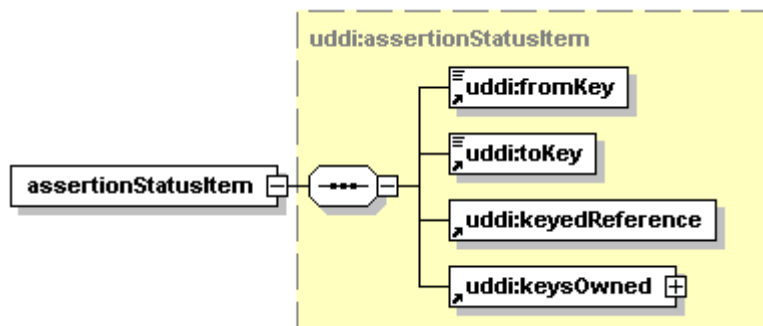 uddi:assertionStatusItem
uddi:fromKey
uddi:toKey
assertionStatusItem
uddi:keyedReference
uddi:keysOwned